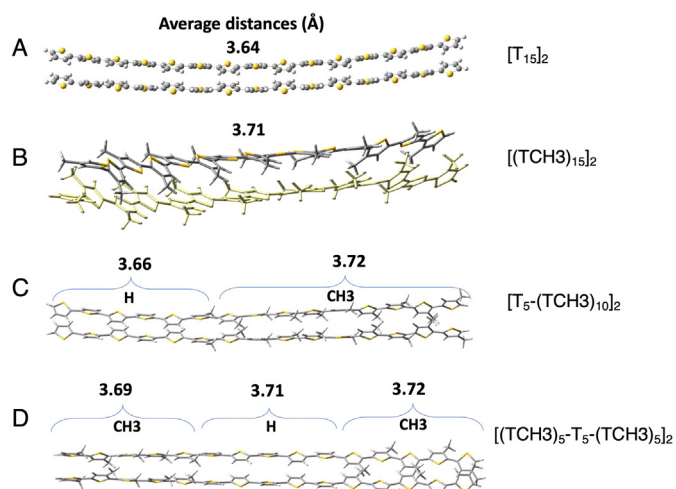 Average distances (Å)
A 3.64 [T₁₅]₂
3.71
B [(TCH3)₁₅]₂
3.66 3.72
C H CH3 [T₅-(TCH3)₁₀]₂
3.69 3.71 3.72
D CH3 H CH3 [(TCH3)₅-T₅-(TCH3)₅]₂